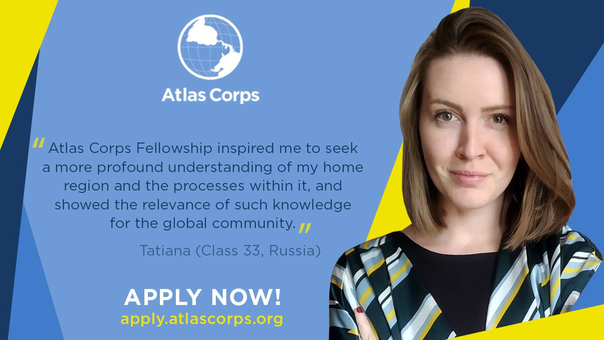 Atlas Corps
“ Atlas Corps Fellowship inspired me to seek
a more profound understanding of my home
region and the processes within it, and
showed the relevance of such knowledge
for the global community. ”
Tatiana (Class 33, Russia)
APPLY NOW!
apply.atlascorps.org